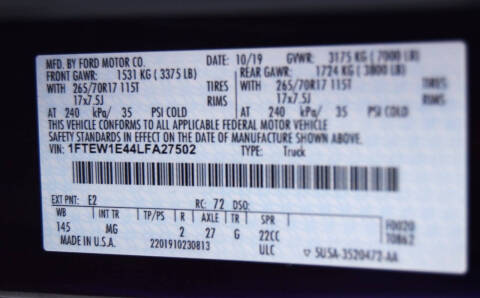 MFD. BY FORD MOTOR CO. DATE: 10/19 GVWR: 3175 KG ( 7000 LB)
FRONT GAWR: 1531 KG ( 3375 LB) REAR GAWR: 1724 KG ( 3800 LB)
WITH 265/70R17 115T TIRES WITH 265/70R17 115T TIRES
17x7.5J RIMS 17x7.5J RIMS
AT 240 kPa/ 35 PSI COLD AT 240 kPa/ 35 PSI COLD
THIS VEHICLE CONFORMS TO ALL APPLICABLE FEDERAL MOTOR VEHICLE
SAFETY STANDARDS IN EFFECT ON THE DATE OF MANUFACTURE SHOWN ABOVE.
VIN: 1FTEW1E44LFA27502 TYPE: Truck
EXT PNT: E2 RC: 72 DSO:
WB INT TR TP/PS R AXLE TR SPR F0020
145 MG 2 27 G 22CC T0862
MADE IN U.S.A. 2201910230813 ULC SU5A-3520472-AA